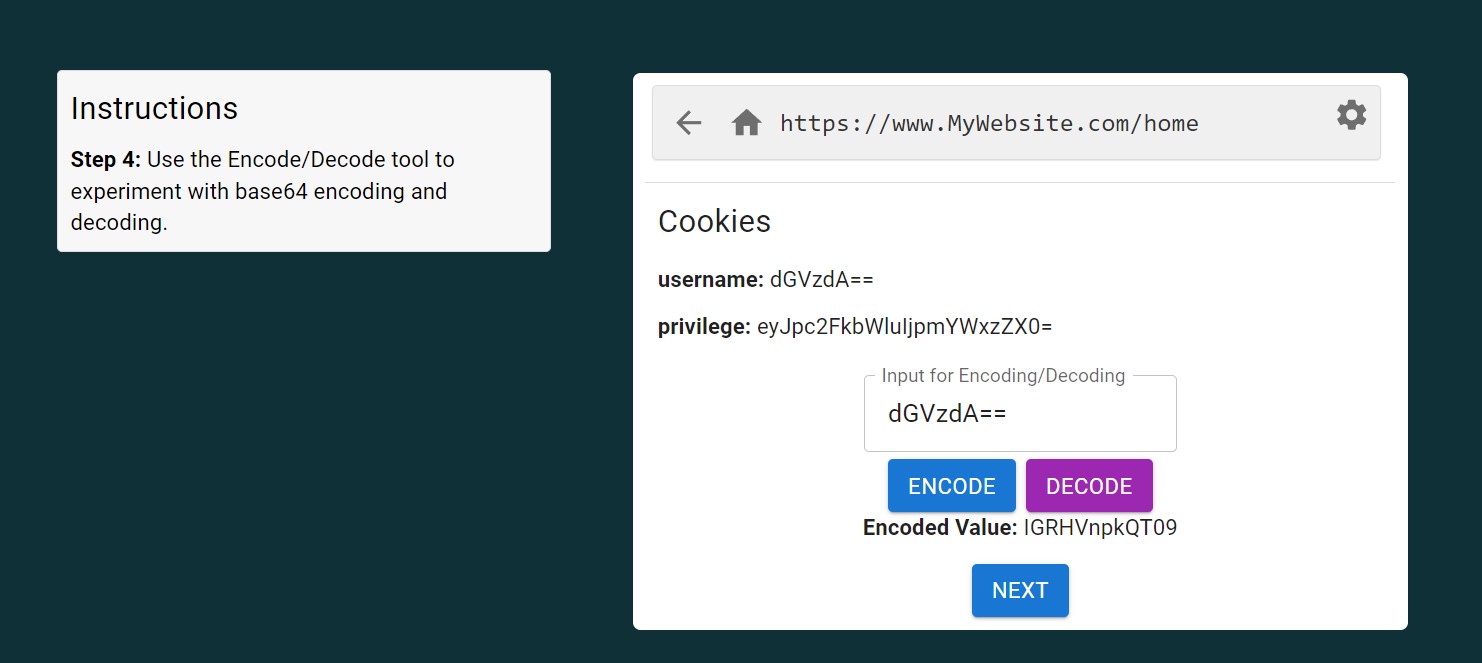 Instructions
Step 4: Use the Encode/Decode tool to
experiment with base64 encoding and
decoding.
https://www.MyWebsite.com/home
Cookies
username: dGVzdA==
privilege: eyJpc2FkbWluIjpmYWxzZX0=
Input for Encoding/Decoding
dGVzdA==
ENCODE DECODE
Encoded Value: IGRHVnpkQT09
NEXT